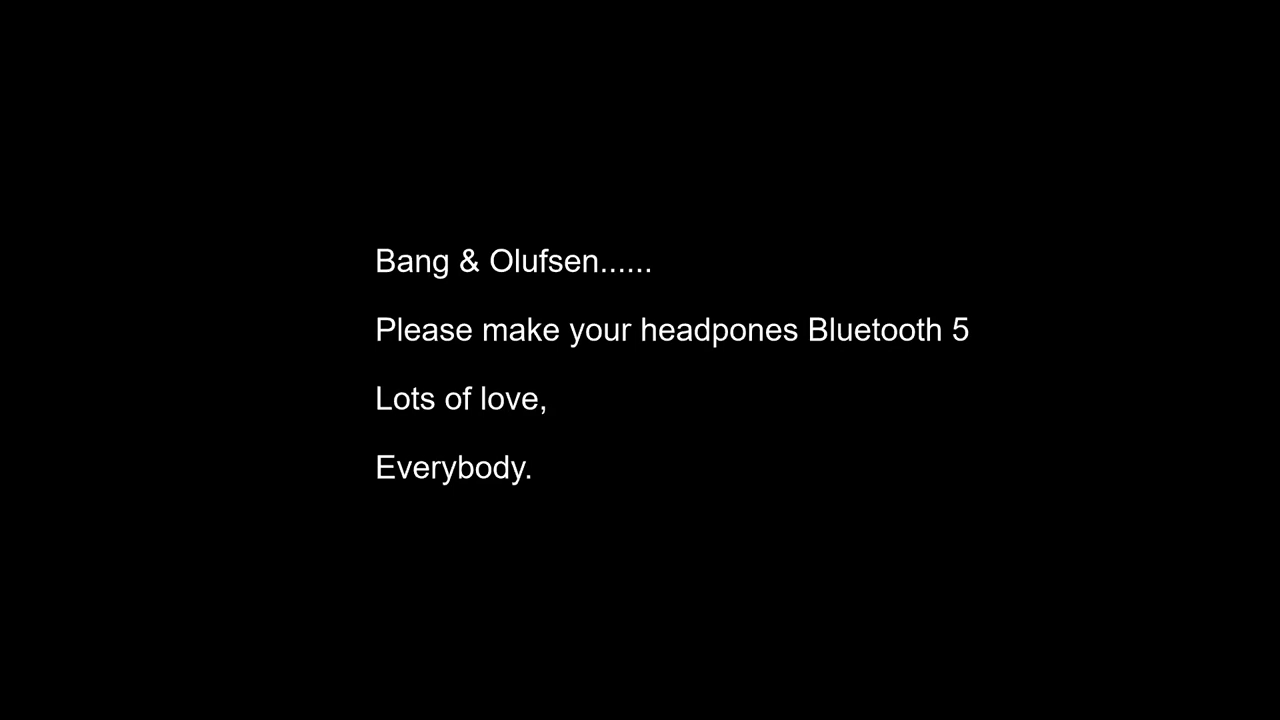 Bang & Olufsen......
Please make your headpones Bluetooth 5
Lots of love,
Everybody.